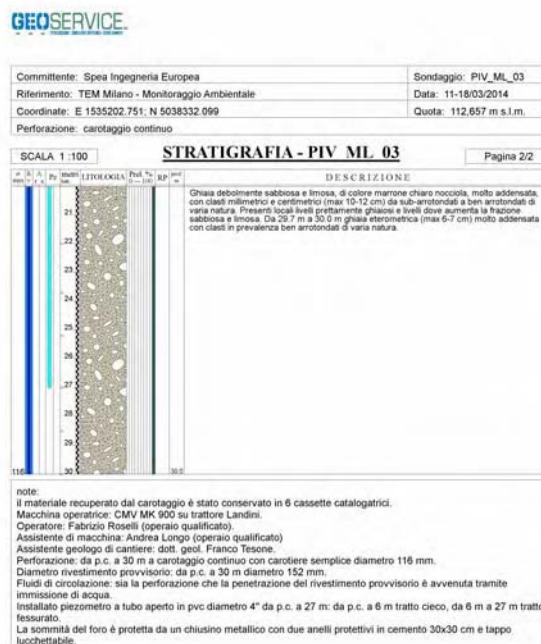 GEOSERVICE
Committente: Spea Ingegneria Europea
Sondaggio: PIV_ML_03
Riferimento: TEM Milano - Monitoraggio Ambientale
Data: 11-18/03/2014
Coordinate: E 1535202.751; N 5038332.099
Quota: 112,657 m s.l.m.
Perforazione: carotaggio continuo
SCALA 1 :100
STRATIGRAFIA - PIV_ML_03
Pagina 2/2
Pz metri LITOLOGIA Prel. % RP prof. DESCRIZIONE
0 --- 100 m
Ghiaia debolmente sabbiosa e limosa, di colore marrone chiaro nocciola, molto addensata,
con clasti millimetrici e centimetrici (max 10-12 cm) da sub-arrotondati a ben arrotondati di
varia natura. Presenti locali livelli prettamente ghiaiosi e livelli dove aumenta la frazione
sabbiosa e limosa. Da 29.7 m a 30.0 m ghiaia eterometrica (max 6-7 cm) molto addensata
con clasti in prevalenza ben arrotondati di varia natura.
21
22
23
24
25
26
27
28
29
116 30 30.0
note:
il materiale recuperato dal carotaggio è stato conservato in 6 cassette catalogatrici.
Macchina operatrice: CMV MK 900 su trattore Landini.
Operatore: Fabrizio Roselli (operaio qualificato).
Assistente di macchina: Andrea Longo (operaio qualificato)
Assistente geologo di cantiere: dott. geol. Franco Tesone.
Perforazione: da p.c. a 30 m a carotaggio continuo con carotiere semplice diametro 116 mm.
Diametro rivestimento provvisorio: da p.c. a 30 m diametro 152 mm.
Fluidi di circolazione: sia la perforazione che la penetrazione del rivestimento provvisorio è avvenuta tramite
immissione di acqua.
Installato piezometro a tubo aperto in pvc diametro 4" da p.c. a 27 m: da p.c. a 6 m tratto cieco, da 6 m a 27 m tratto
fessurato.
La sommità del foro è protetta da un chiusino metallico con due anelli protettivi in cemento 30x30 cm e tappo
lucchettabile.